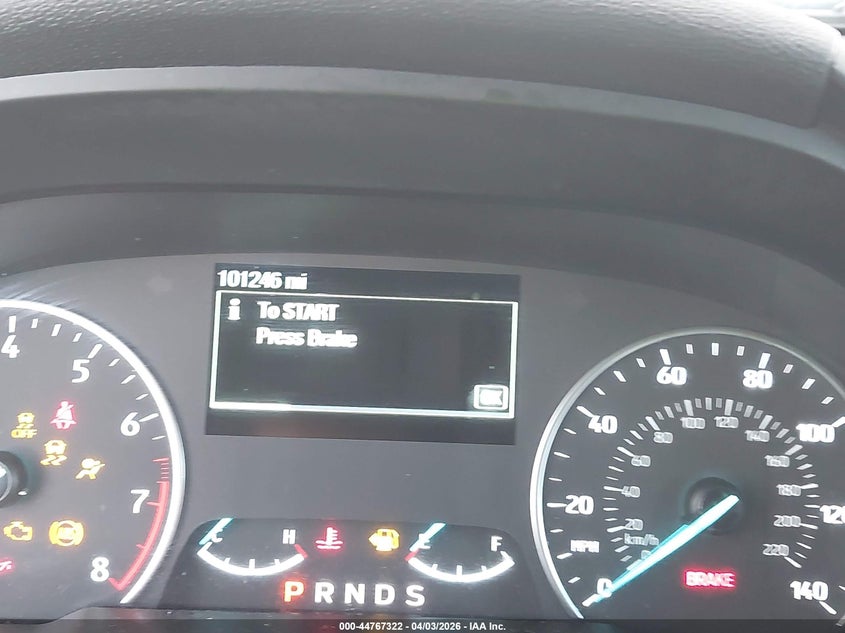 101246 mi
i To START
Press Brake
OK
4
5
6
7
8
OFF
C H
E F
P R N D S
0
20
40
60
80
100
120
140
MPH
km/h
20
40
60
80
100
120
140
160
180
200
220
BRAKE
000-44767322 | 04/03/2026 - IAA Inc.